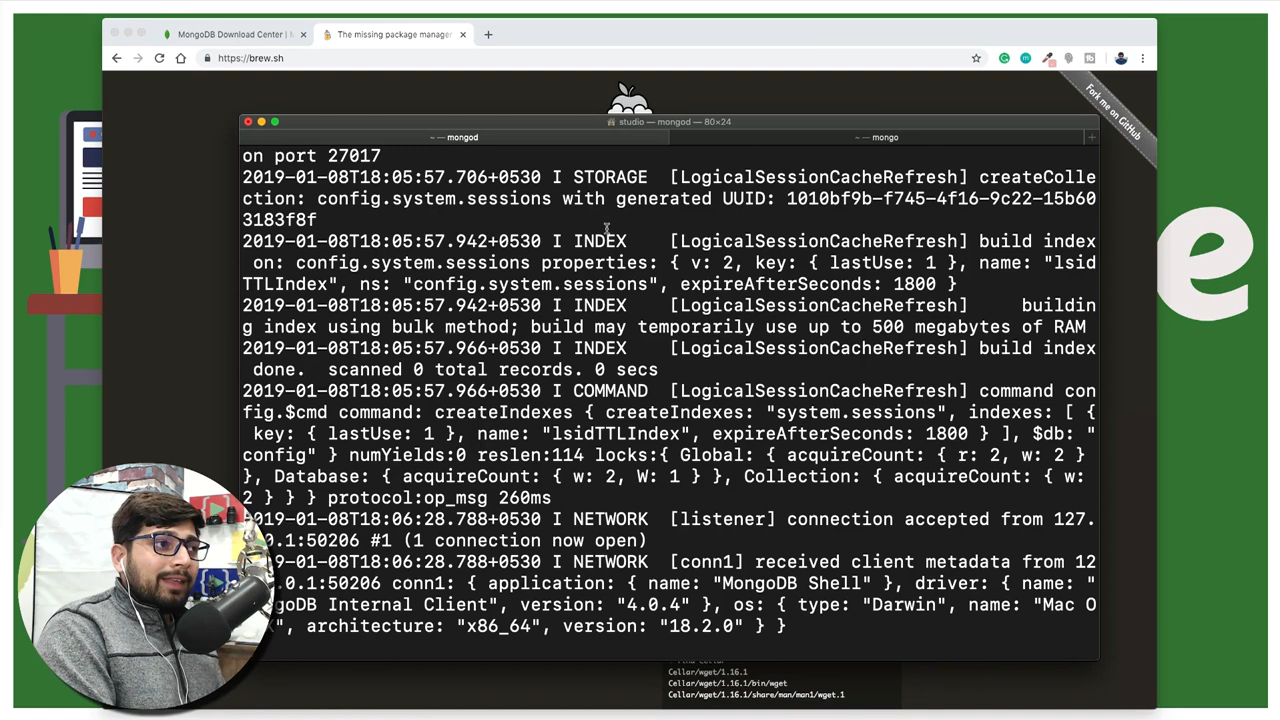 MongoDB Download Center |
The missing package manage
https://brew.sh
Fork me on GitHub
studio — mongod — 80×24
~ — mongod
~ — mongo
on port 27017
2019-01-08T18:05:57.706+0530 I STORAGE  [LogicalSessionCacheRefresh] createColle
ction: config.system.sessions with generated UUID: 1010bf9b-f745-4f16-9c22-15b60
3183f8f
2019-01-08T18:05:57.942+0530 I INDEX    [LogicalSessionCacheRefresh] build index
on: config.system.sessions properties: { v: 2, key: { lastUse: 1 }, name: "lsid
TTLIndex", ns: "config.system.sessions", expireAfterSeconds: 1800 }
2019-01-08T18:05:57.942+0530 I INDEX    [LogicalSessionCacheRefresh]     buildin
g index using bulk method; build may temporarily use up to 500 megabytes of RAM
2019-01-08T18:05:57.966+0530 I INDEX    [LogicalSessionCacheRefresh] build index
done.  scanned 0 total records. 0 secs
2019-01-08T18:05:57.966+0530 I COMMAND  [LogicalSessionCacheRefresh] command con
fig.$cmd command: createIndexes { createIndexes: "system.sessions", indexes: [ {
key: { lastUse: 1 }, name: "lsidTTLIndex", expireAfterSeconds: 1800 } ], $db: "
config" } numYields:0 reslen:114 locks:{ Global: { acquireCount: { r: 2, w: 2 }
}, Database: { acquireCount: { w: 2, W: 1 } }, Collection: { acquireCount: { w:
2 } } } protocol:op_msg 260ms
2019-01-08T18:06:28.788+0530 I NETWORK  [listener] connection accepted from 127.
.0.1:50206 #1 (1 connection now open)
2019-01-08T18:06:28.788+0530 I NETWORK  [conn1] received client metadata from 12
.0.1:50206 conn1: { application: { name: "MongoDB Shell" }, driver: { name: "
goDB Internal Client", version: "4.0.4" }, os: { type: "Darwin", name: "Mac O
", architecture: "x86_64", version: "18.2.0" } }
Cellar/wget/1.16.1
Cellar/wget/1.16.1/bin/wget
Cellar/wget/1.16.1/share/man/man1/wget.1
e